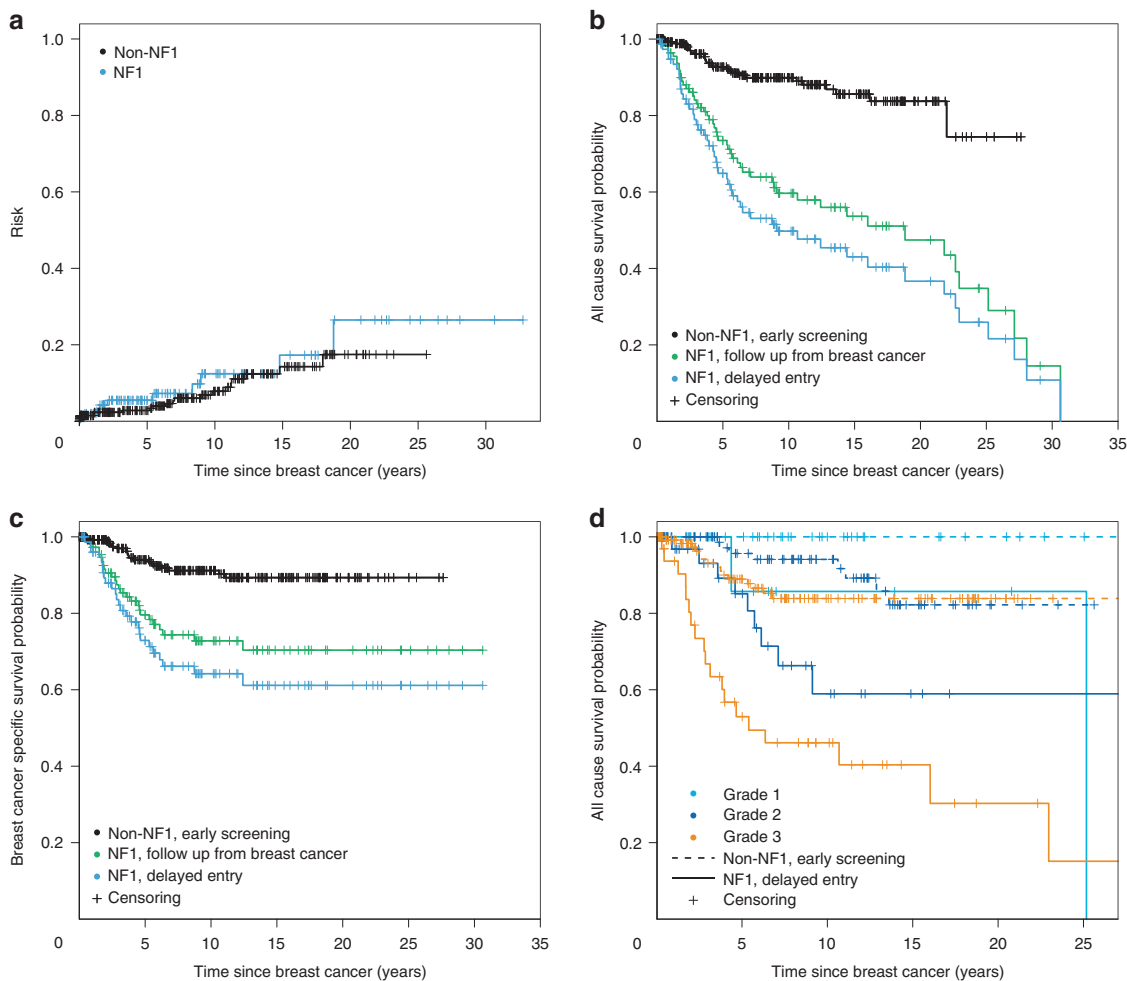 a
Risk
1.0
0.8
0.6
0.4
0.2
0
5
10
15
20
25
30
Time since breast cancer (years)
Non-NF1
NF1
b
All cause survival probability
1.0
0.8
0.6
0.4
0.2
0
5
10
15
20
25
30
35
Time since breast cancer (years)
Non-NF1, early screening
NF1, follow up from breast cancer
NF1, delayed entry
Censoring
c
Breast cancer specific survival probability
1.0
0.8
0.6
0.4
0.2
0
5
10
15
20
25
30
35
Time since breast cancer (years)
Non-NF1, early screening
NF1, follow up from breast cancer
NF1, delayed entry
Censoring
d
All cause survival probability
1.0
0.8
0.6
0.4
0.2
0
5
10
15
20
25
Time since breast cancer (years)
Grade 1
Grade 2
Grade 3
Non-NF1, early screening
NF1, delayed entry
Censoring